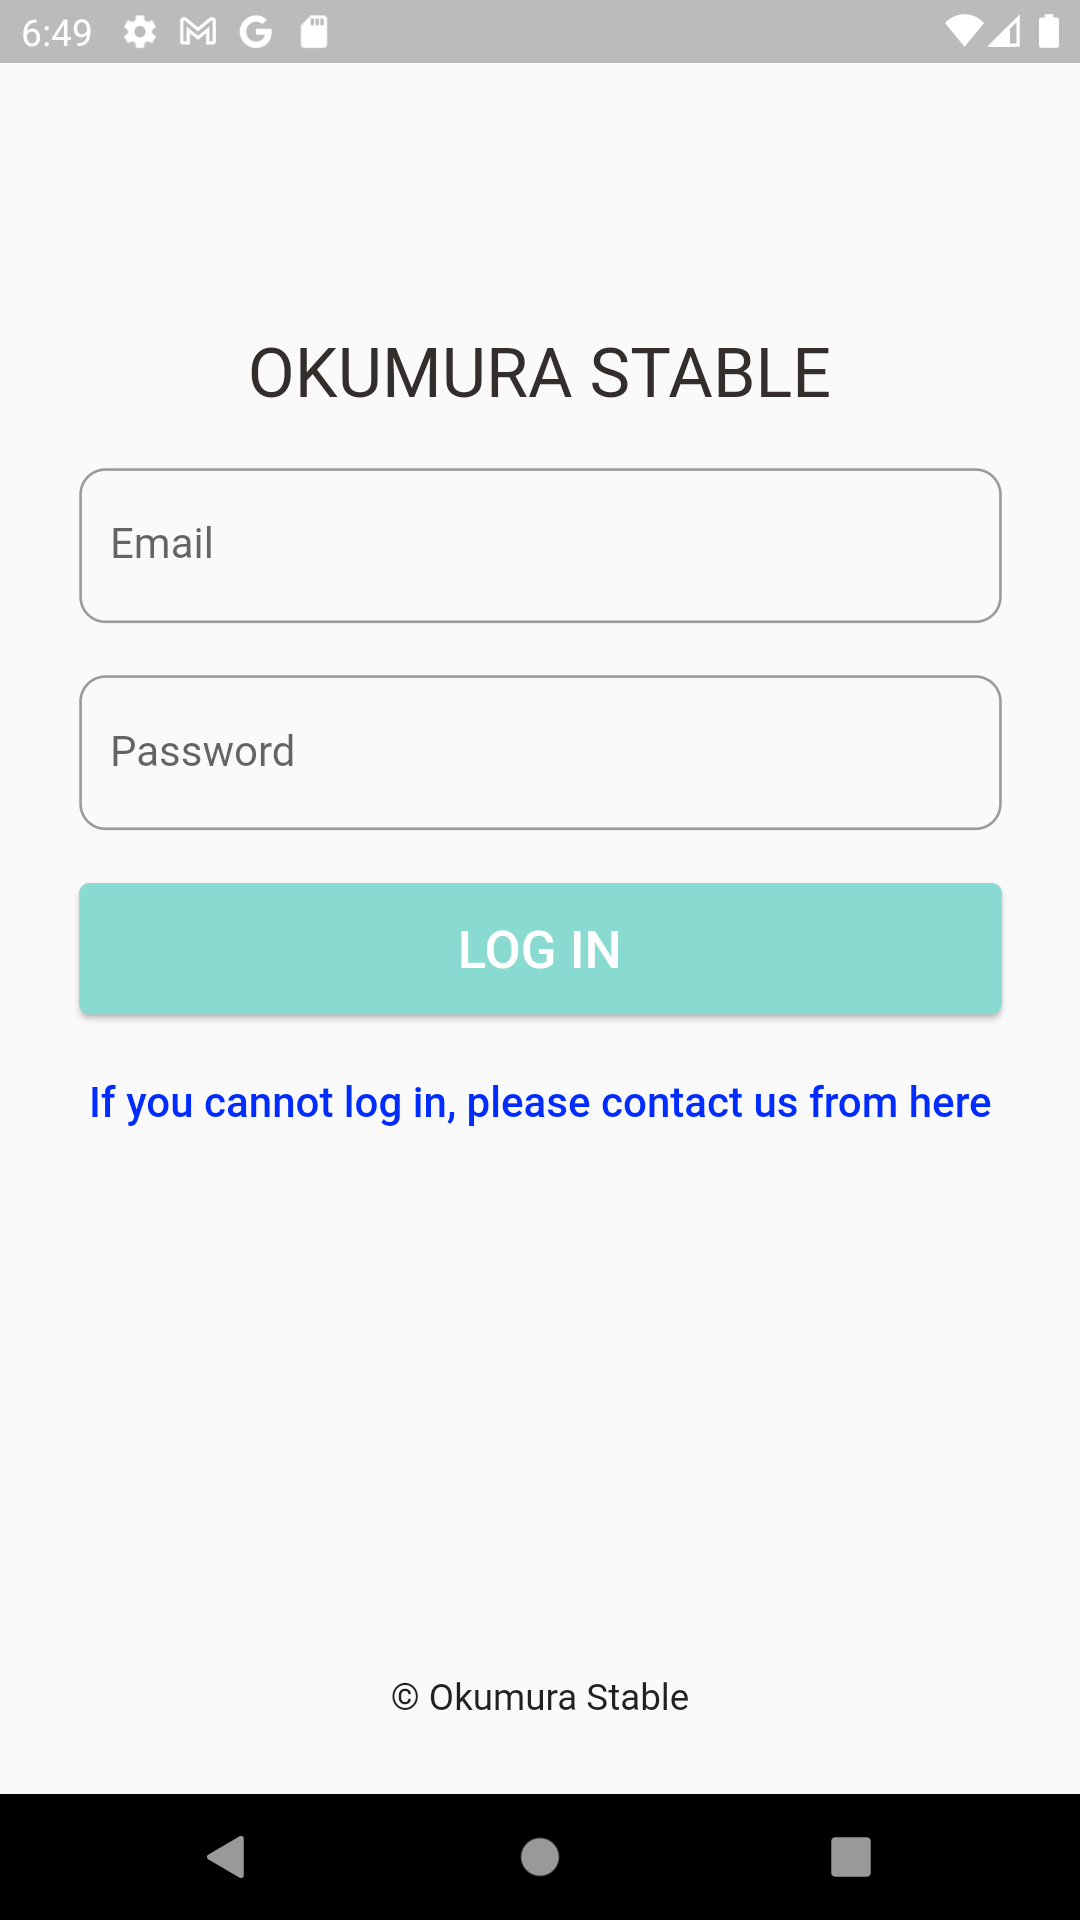 6:49
OKUMURA STABLE
Email
Password
LOG IN
If you cannot log in, please contact us from here
© Okumura Stable